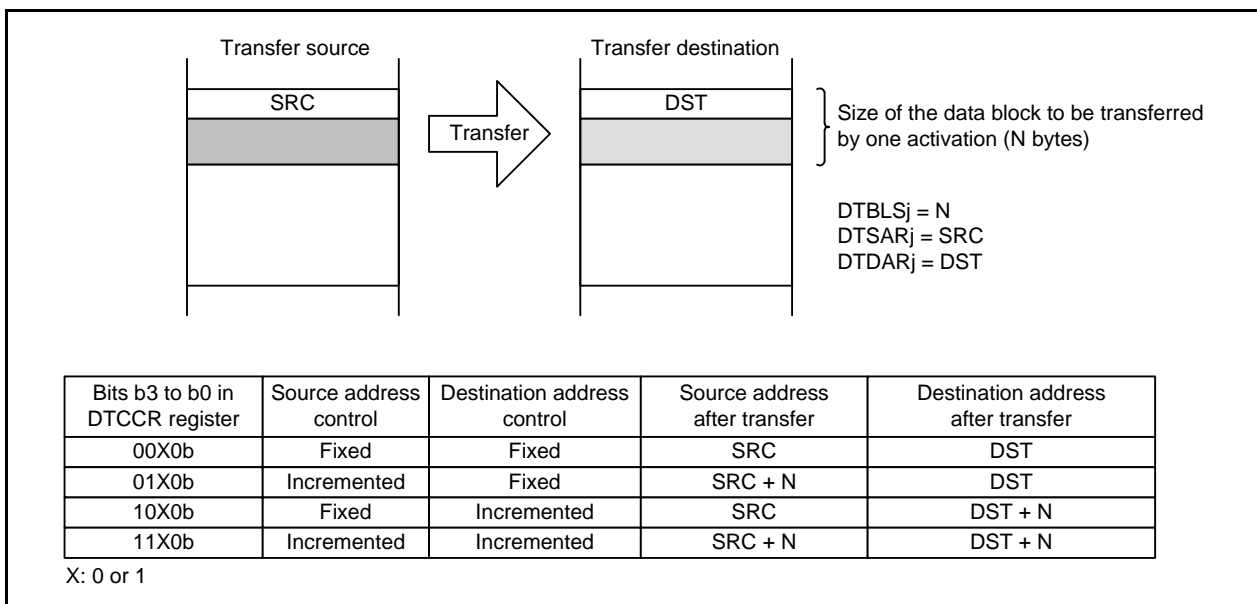 Transfer source
Transfer destination
SRC
DST
Transfer
Size of the data block to be transferred
by one activation (N bytes)
DTBLSj = N
DTSARj = SRC
DTDARj = DST
Bits b3 to b0 in DTCCR register | Source address control | Destination address control | Source address after transfer | Destination address after transfer
00X0b | Fixed | Fixed | SRC | DST
01X0b | Incremented | Fixed | SRC + N | DST
10X0b | Fixed | Incremented | SRC | DST + N
11X0b | Incremented | Incremented | SRC + N | DST + N
X: 0 or 1